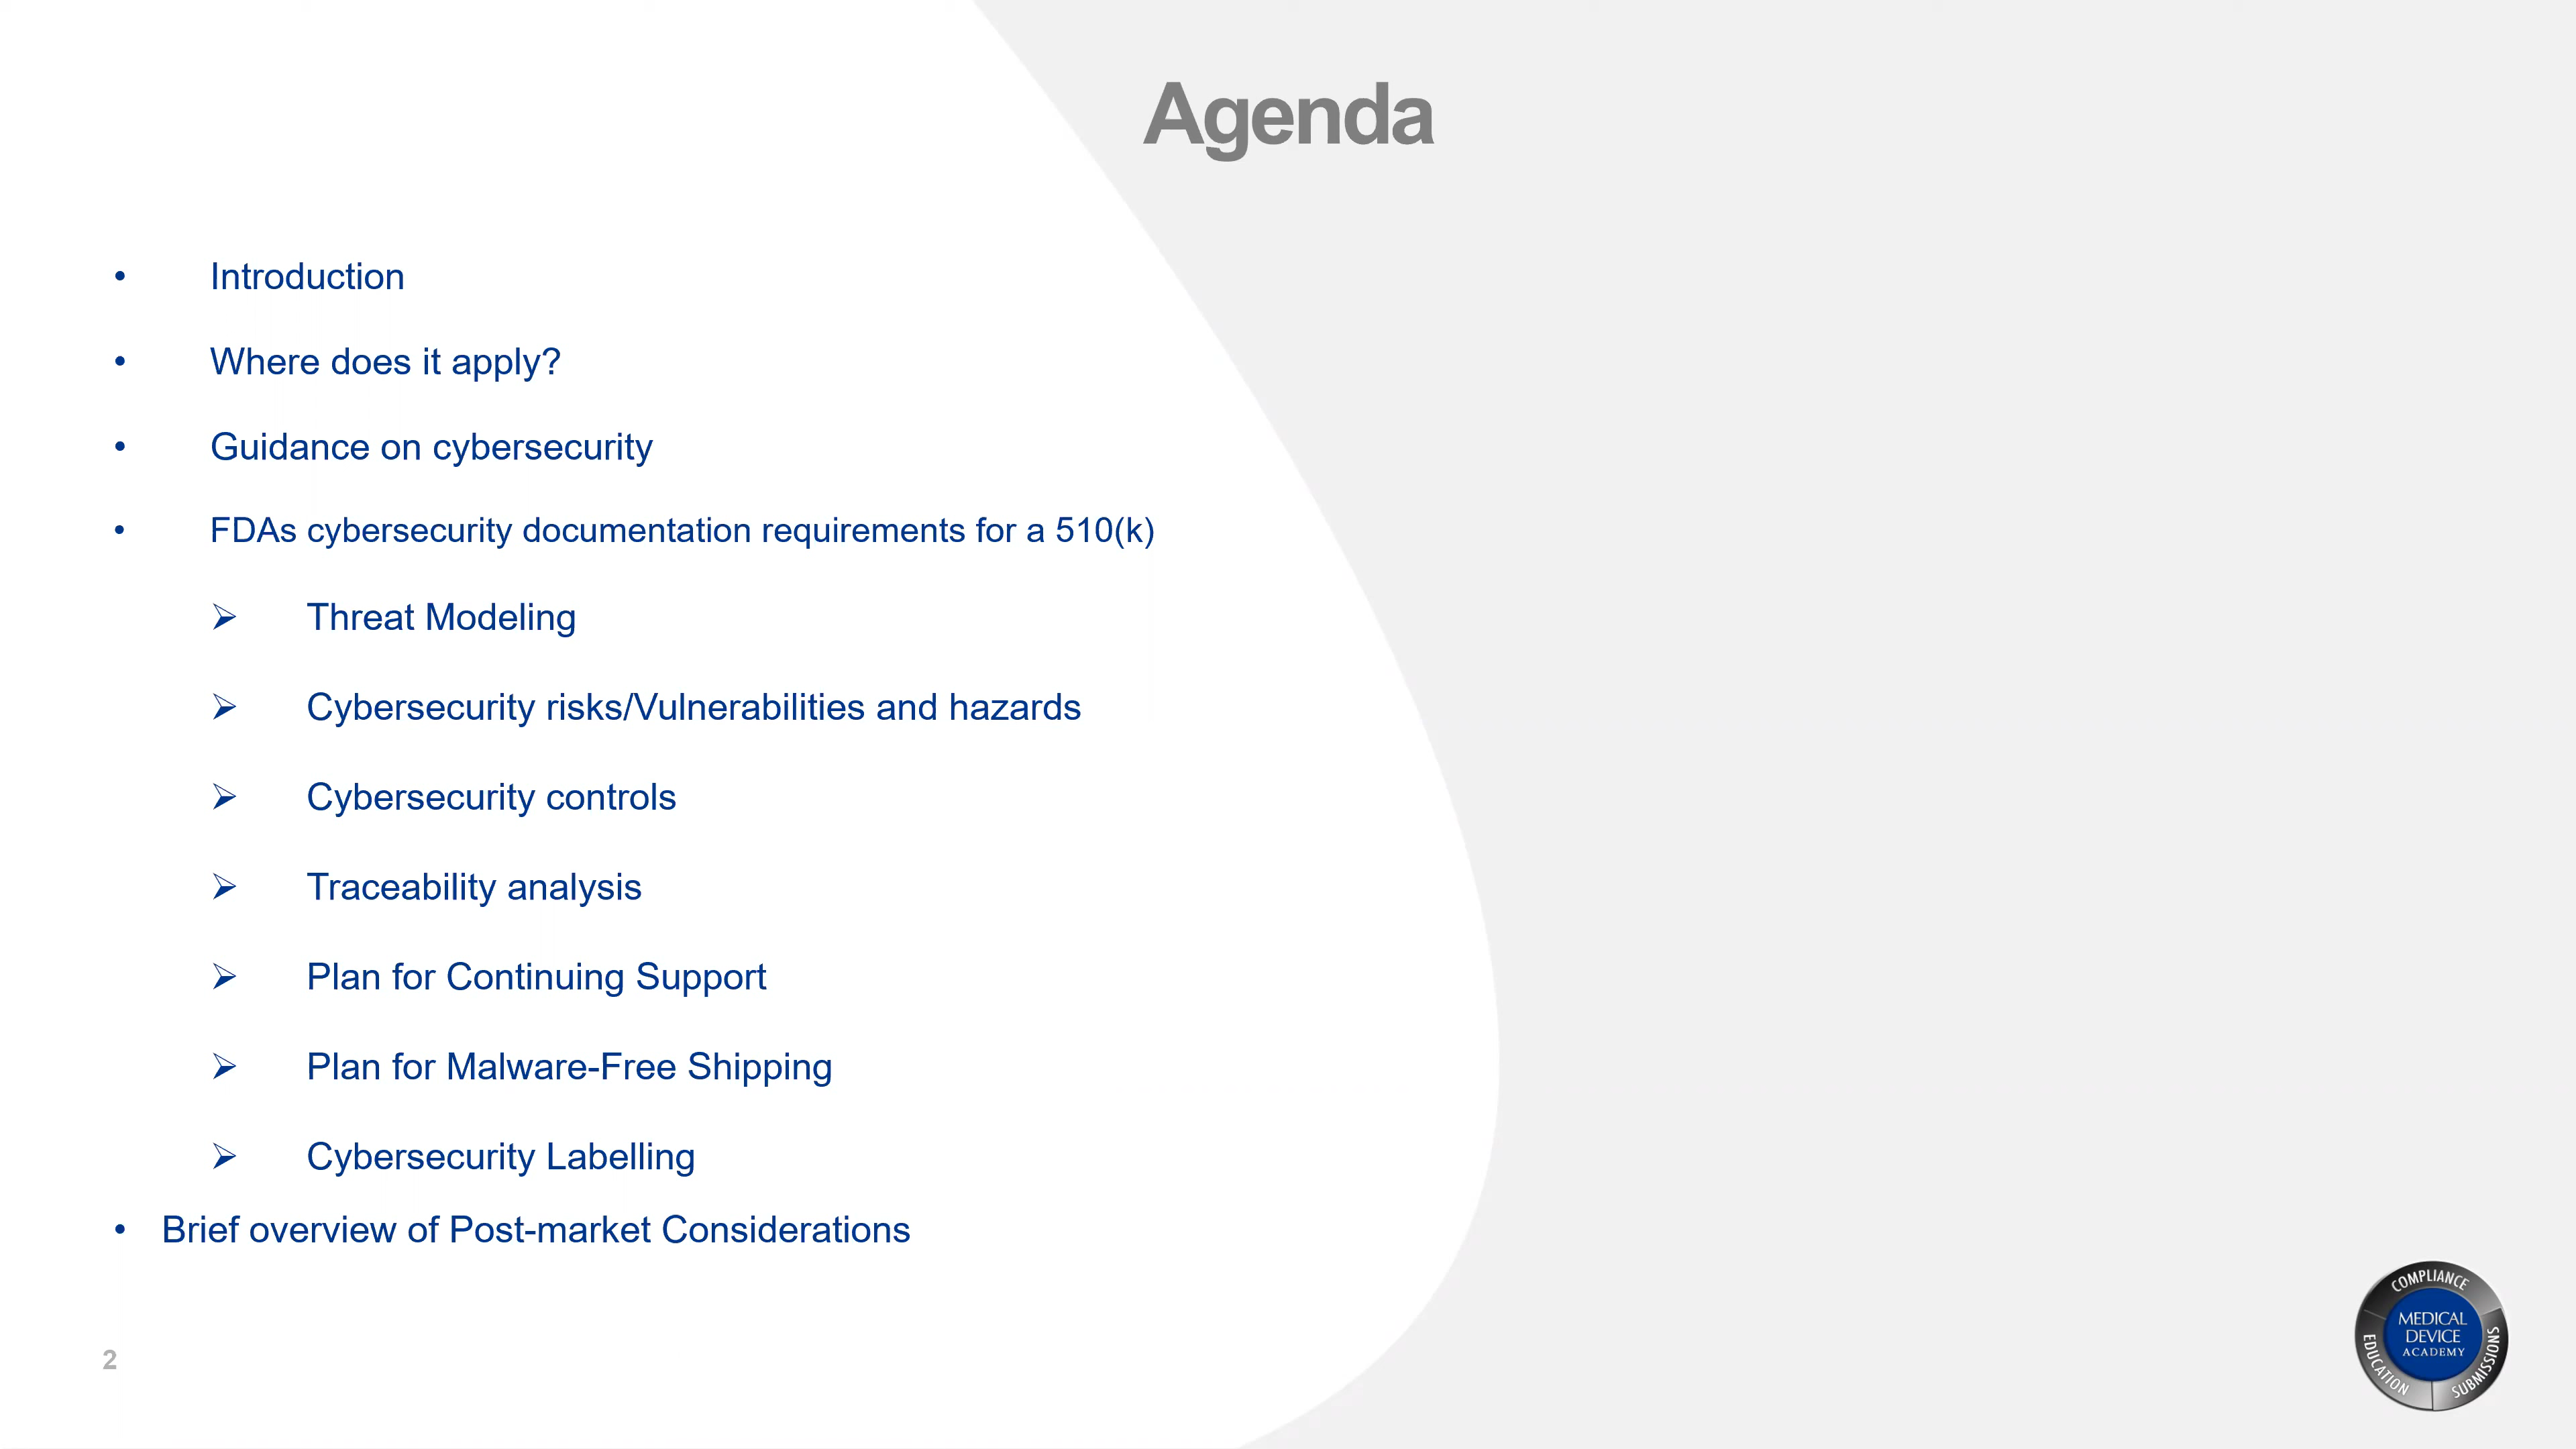 Agenda
• Introduction
• Where does it apply?
• Guidance on cybersecurity
• FDAs cybersecurity documentation requirements for a 510(k)
➢ Threat Modeling
➢ Cybersecurity risks/Vulnerabilities and hazards
➢ Cybersecurity controls
➢ Traceability analysis
➢ Plan for Continuing Support
➢ Plan for Malware-Free Shipping
➢ Cybersecurity Labelling
• Brief overview of Post-market Considerations
2
COMPLIANCE
MEDICAL
DEVICE
ACADEMY
EDUCATION
SUBMISSIONS